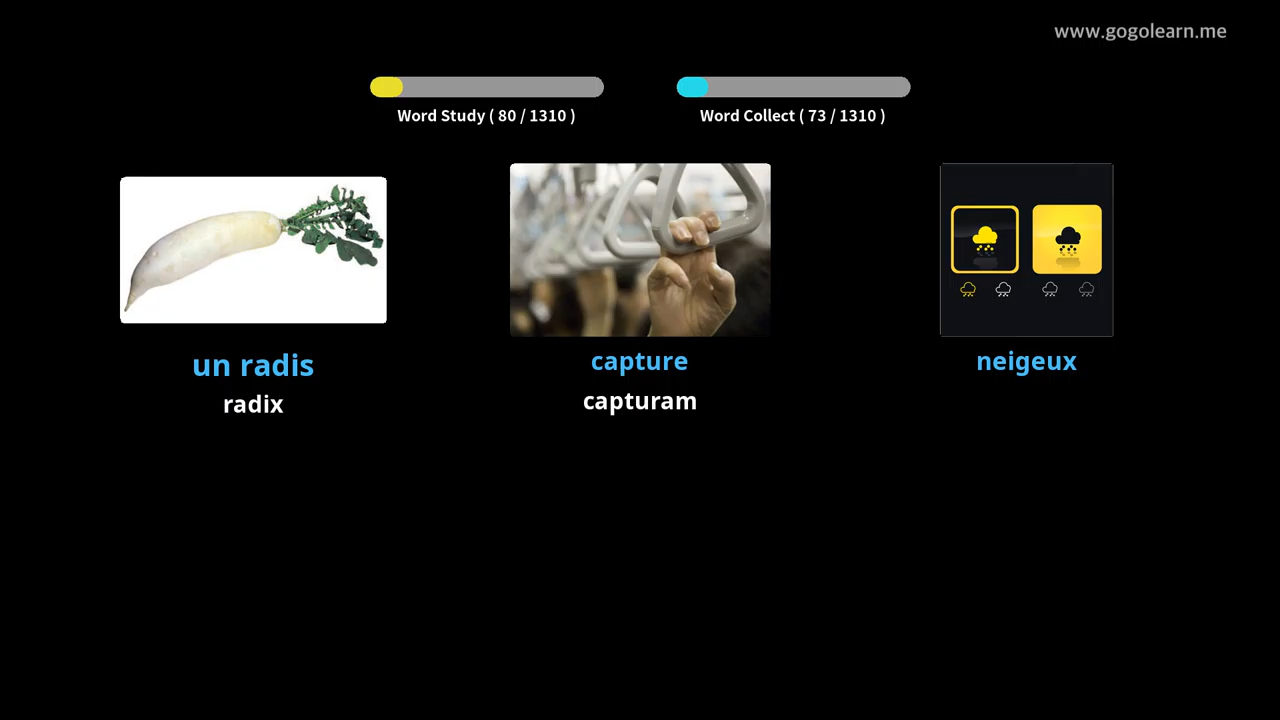 www.gogolearn.me
Word Study ( 80 / 1310 )
Word Collect ( 73 / 1310 )
un radis
radix
capture
capturam
neigeux